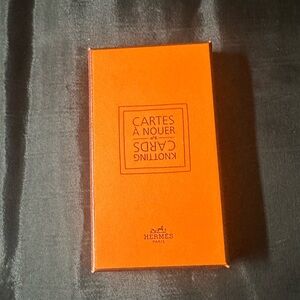 CARTES
À NOUER
KNOTTING
CARDS
HERMÈS
PARIS